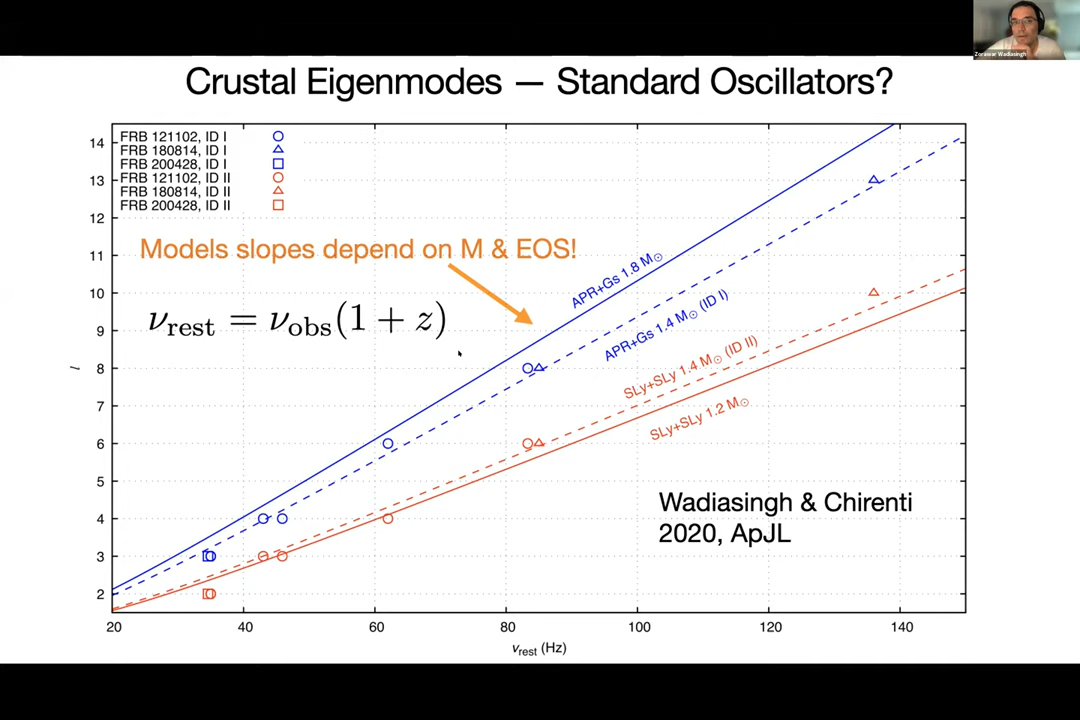 Zorawar Wadiasingh
Crustal Eigenmodes — Standard Oscillators?
FRB 121102, ID I
FRB 180814, ID I
FRB 200428, ID I
FRB 121102, ID II
FRB 180814, ID II
FRB 200428, ID II
Models slopes depend on M & EOS!
ν_rest = ν_obs(1 + z)
APR+Gs 1.8 M⊙
APR+Gs 1.4 M⊙ (ID I)
SLy+SLy 1.4 M⊙ (ID II)
SLy+SLy 1.2 M⊙
Wadiasingh & Chirenti
2020, ApJL
14
13
12
11
10
9
8
7
6
5
4
3
2
l
20 40 60 80 100 120 140
ν_rest (Hz)